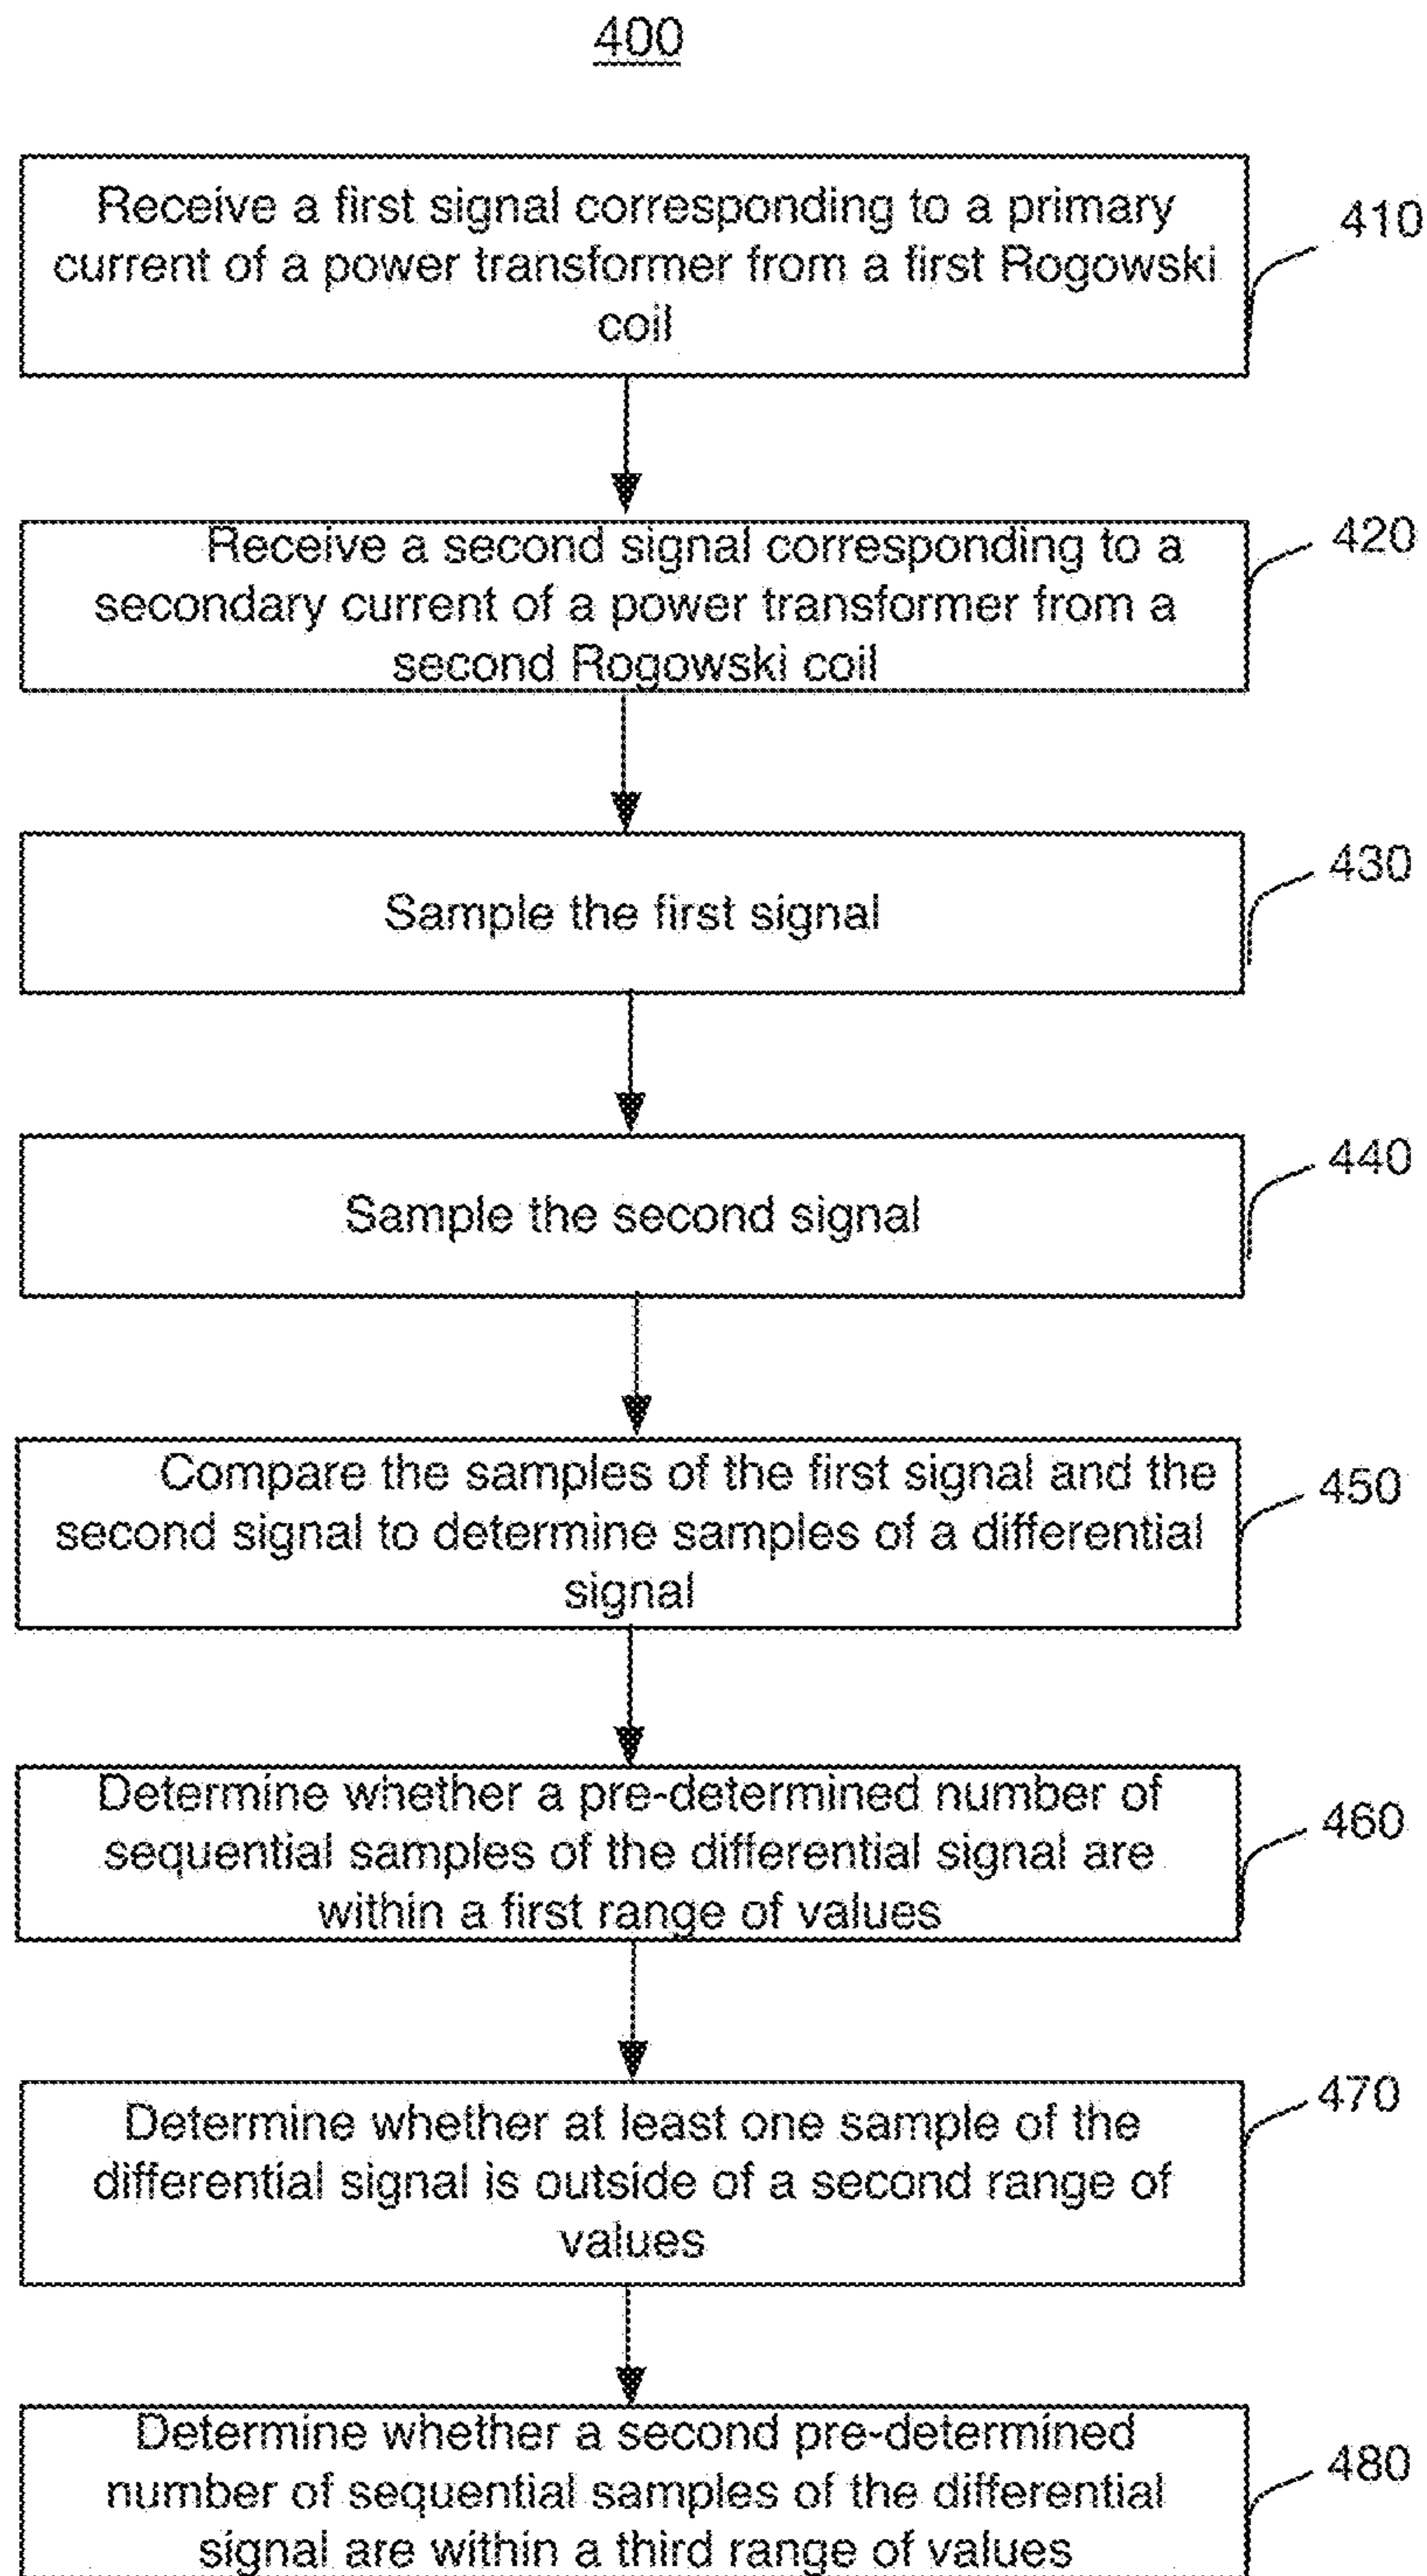 400
Receive a first signal corresponding to a primary
current of a power transformer from a first Rogowski
coil
410
Receive a second signal corresponding to a
secondary current of a power transformer from a
second Rogowski coil
420
Sample the first signal
430
Sample the second signal
440
Compare the samples of the first signal and the
second signal to determine samples of a differential
signal
450
Determine whether a pre-determined number of
sequential samples of the differential signal are
within a first range of values
460
Determine whether at least one sample of the
differential signal is outside of a second range of
values
470
Determine whether a second pre-determined
number of sequential samples of the differential
signal are within a third range of values
480